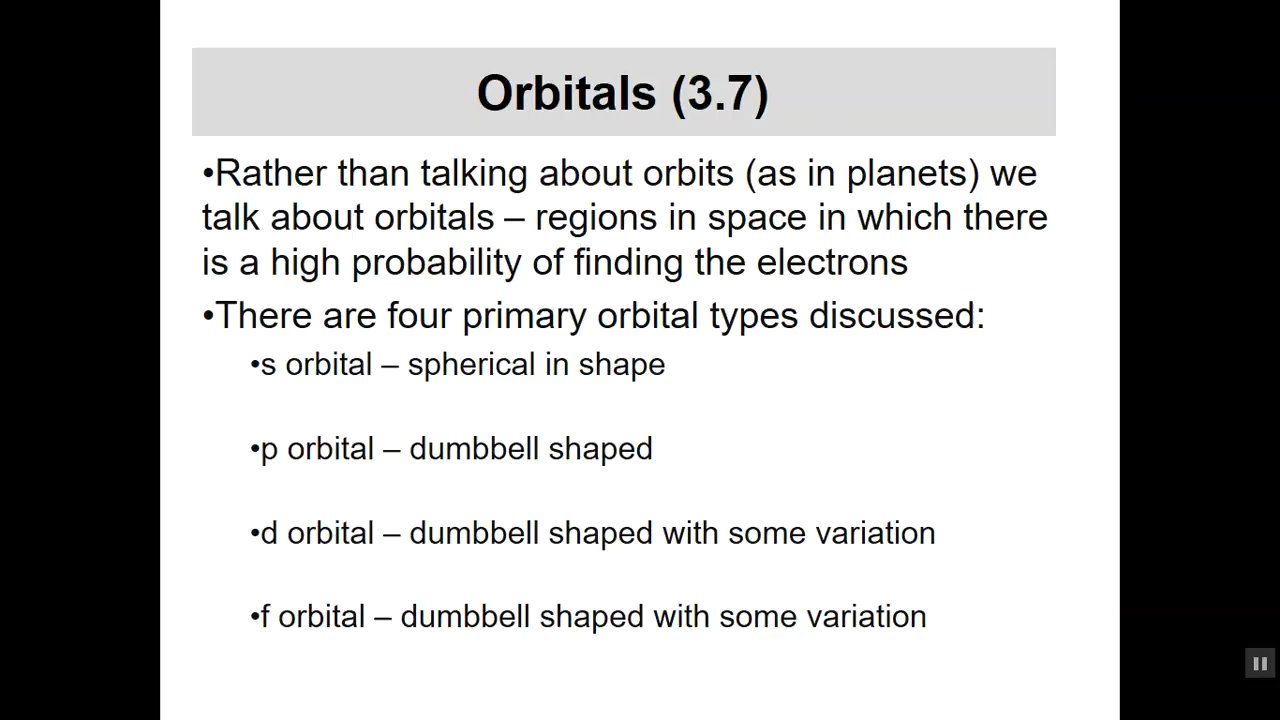 Orbitals (3.7)
•Rather than talking about orbits (as in planets) we
talk about orbitals – regions in space in which there
is a high probability of finding the electrons
•There are four primary orbital types discussed:
•s orbital – spherical in shape
•p orbital – dumbbell shaped
•d orbital – dumbbell shaped with some variation
•f orbital – dumbbell shaped with some variation